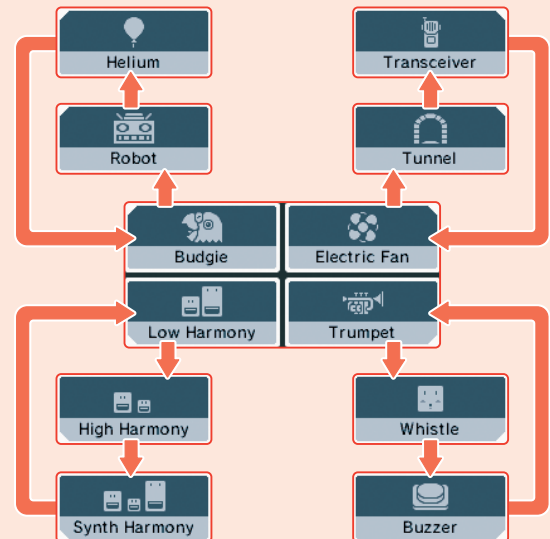 Helium
Transceiver
Robot
Tunnel
Budgie
Electric Fan
Low Harmony
Trumpet
High Harmony
Whistle
Synth Harmony
Buzzer